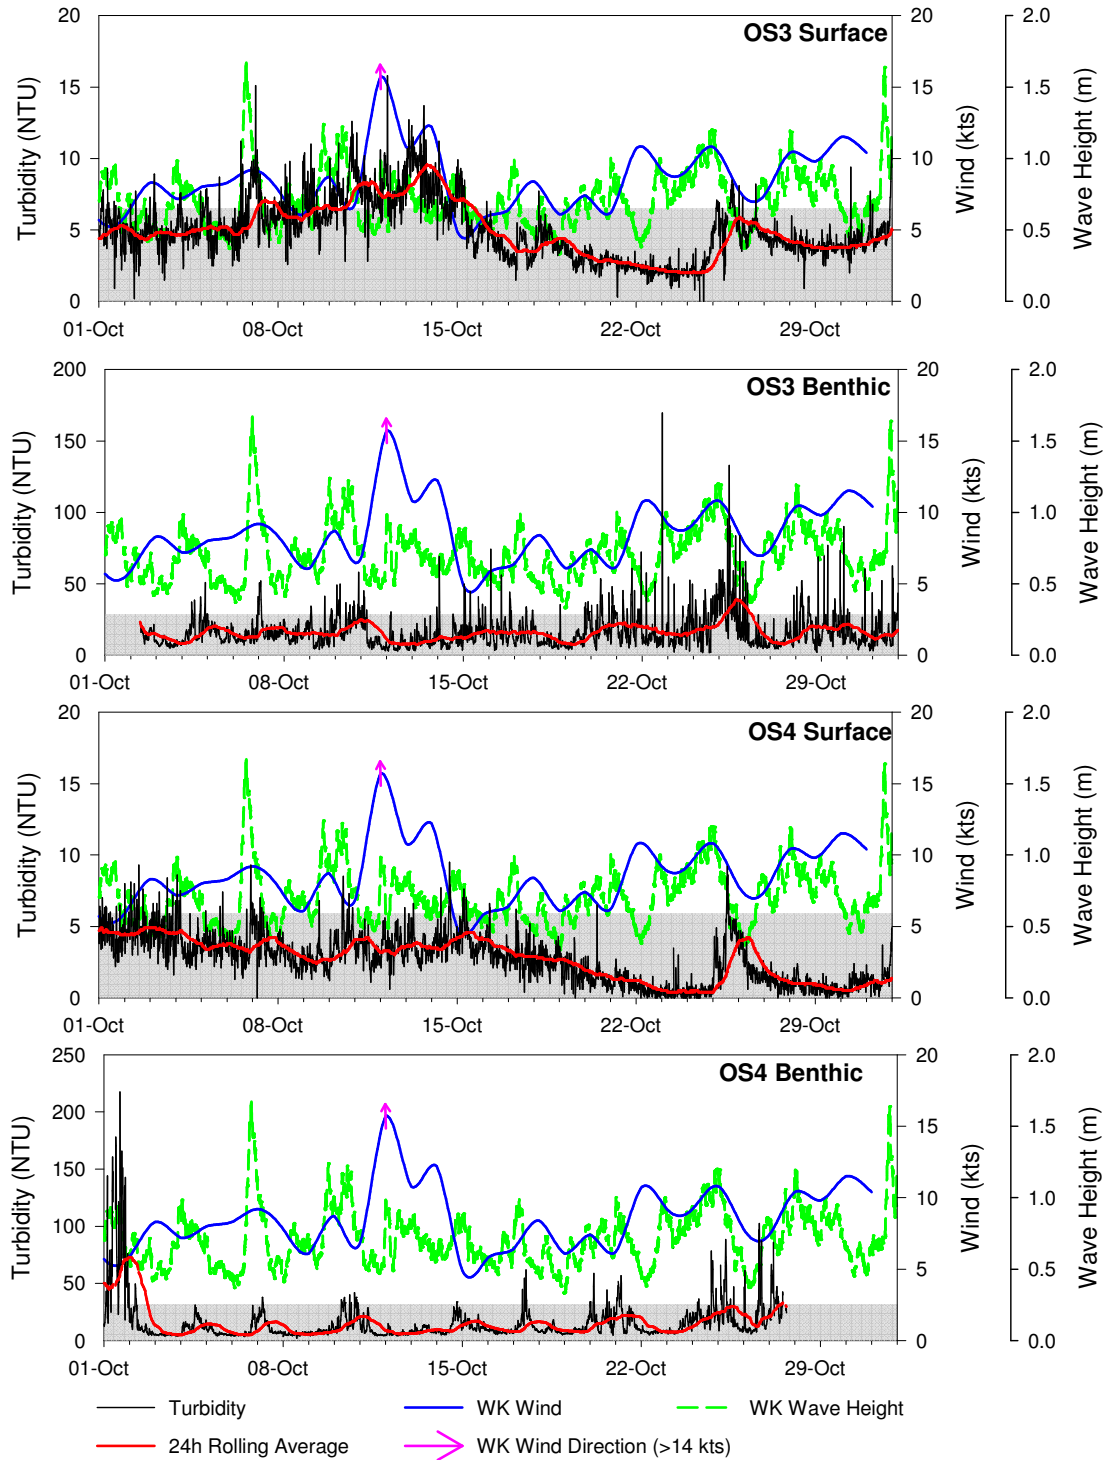 OS3 Surface
Turbidity (NTU)
20
15
10
5
0
Wind (kts)
20
15
10
5
0
Wave Height (m)
2.0
1.5
1.0
0.5
0.0
01-Oct 08-Oct 15-Oct 22-Oct 29-Oct
OS3 Benthic
Turbidity (NTU)
200
150
100
50
0
Wind (kts)
20
15
10
5
0
Wave Height (m)
2.0
1.5
1.0
0.5
0.0
01-Oct 08-Oct 15-Oct 22-Oct 29-Oct
OS4 Surface
Turbidity (NTU)
20
15
10
5
0
Wind (kts)
20
15
10
5
0
Wave Height (m)
2.0
1.5
1.0
0.5
0.0
01-Oct 08-Oct 15-Oct 22-Oct 29-Oct
OS4 Benthic
Turbidity (NTU)
250
200
150
100
50
0
Wind (kts)
20
15
10
5
0
Wave Height (m)
2.0
1.5
1.0
0.5
0.0
01-Oct 08-Oct 15-Oct 22-Oct 29-Oct
Turbidity WK Wind WK Wave Height
24h Rolling Average WK Wind Direction (>14 kts)